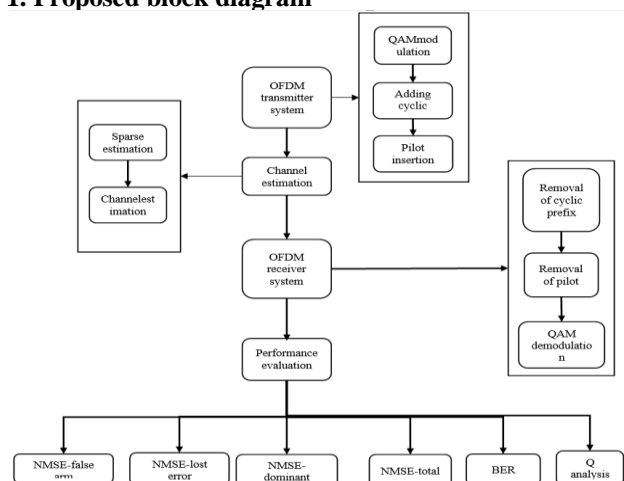 1. Proposed block diagram
QAMmod
ulation
OFDM
transmitter
system
Adding
cyclic
Pilot
insertion
Sparse
estimation
Channelest
imation
Channel
estimation
Removal
of cyclic
prefix
OFDM
receiver
system
Removal
of pilot
QAM
demodulatio
n
Performance
evaluation
NMSE-false
arm
NMSE-lost
error
NMSE-
dominant
NMSE-total
BER
Q
analysis